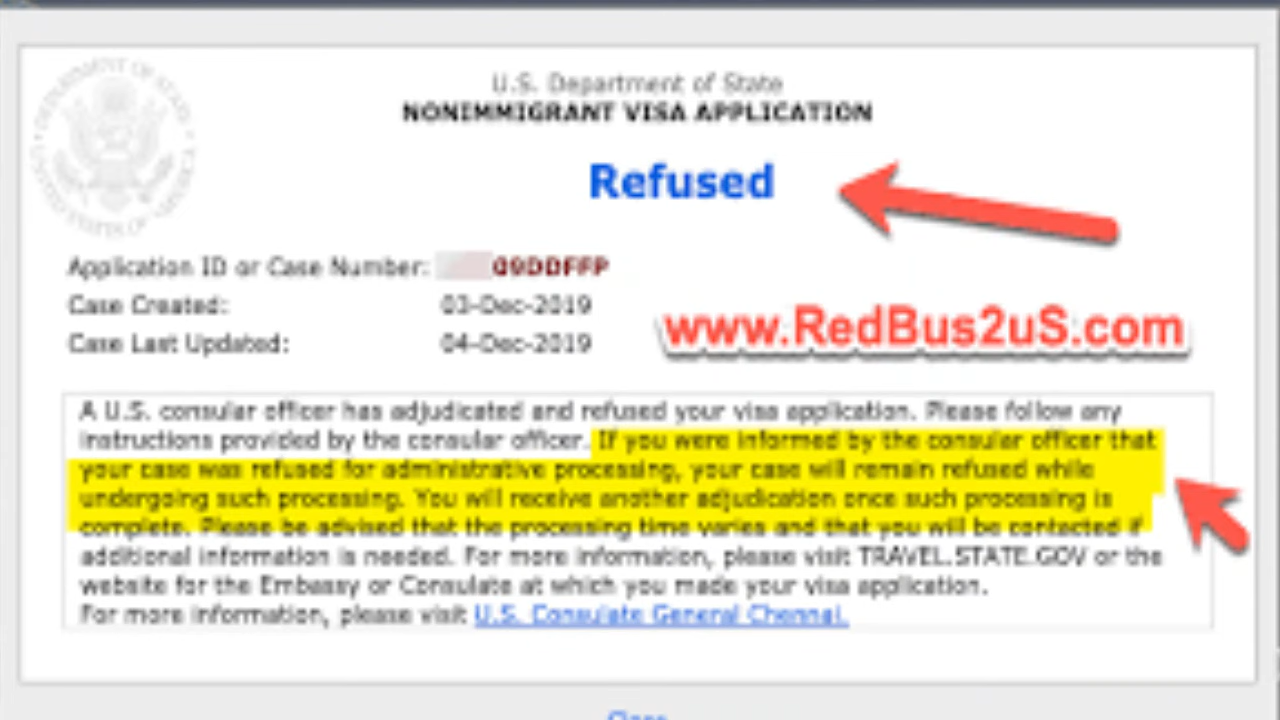 U.S. Department of State
NONIMMIGRANT VISA APPLICATION
Refused
Application ID or Case Number: 09DDFFP
Case Created: 03-Dec-2019
Case Last Updated: 04-Dec-2019
www.RedBus2uS.com
A U.S. consular officer has adjudicated and refused your visa application. Please follow any
instructions provided by the consular officer. If you were informed by the consular officer that
your case was refused for administrative processing, your case will remain refused while
undergoing such processing. You will receive another adjudication once such processing is
complete. Please be advised that the processing time varies and that you will be contacted if
additional information is needed. For more information, please visit TRAVEL.STATE.GOV or the
website for the Embassy or Consulate at which you made your visa application.
For more information, please visit U.S. Consulate General Chennai.